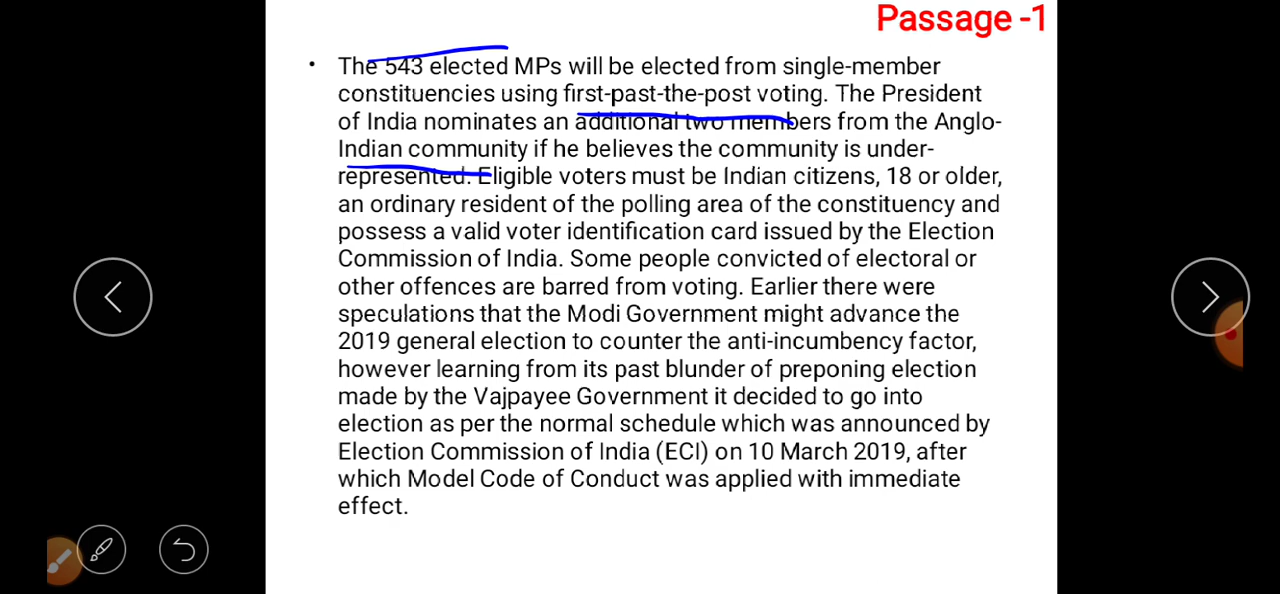 Passage -1
• The 543 elected MPs will be elected from single-member
constituencies using first-past-the-post voting. The President
of India nominates an additional two members from the Anglo-
Indian community if he believes the community is under-
represented. Eligible voters must be Indian citizens, 18 or older,
an ordinary resident of the polling area of the constituency and
possess a valid voter identification card issued by the Election
Commission of India. Some people convicted of electoral or
other offences are barred from voting. Earlier there were
speculations that the Modi Government might advance the
2019 general election to counter the anti-incumbency factor,
however learning from its past blunder of preponing election
made by the Vajpayee Government it decided to go into
election as per the normal schedule which was announced by
Election Commission of India (ECI) on 10 March 2019, after
which Model Code of Conduct was applied with immediate
effect.